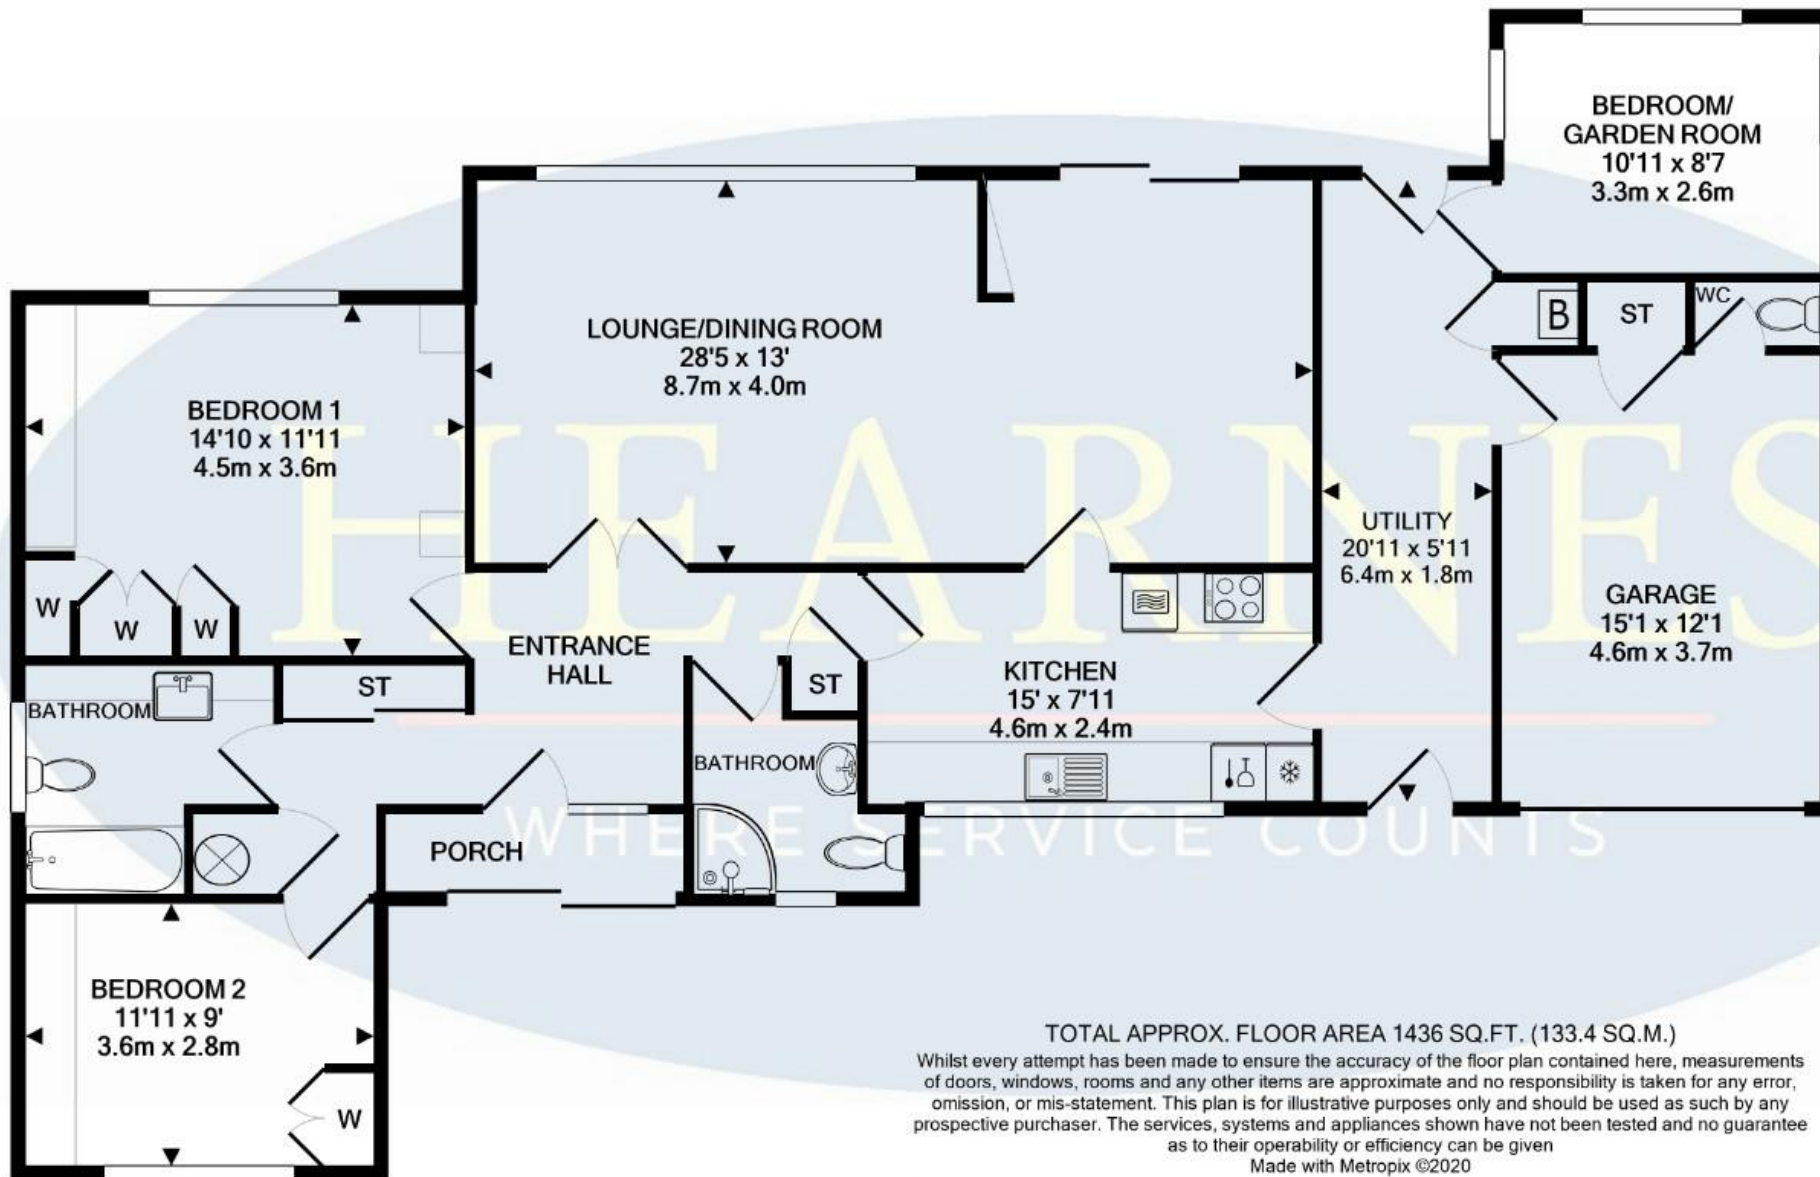 BEDROOM/
GARDEN ROOM
10'11 x 8'7
3.3m x 2.6m
LOUNGE/DINING ROOM
28'5 x 13'
8.7m x 4.0m
BEDROOM 1
14'10 x 11'11
4.5m x 3.6m
B
ST
WC
UTILITY
20'11 x 5'11
6.4m x 1.8m
GARAGE
15'1 x 12'1
4.6m x 3.7m
W
W
W
ENTRANCE
HALL
ST
ST
KITCHEN
15' x 7'11
4.6m x 2.4m
BATHROOM
BATHROOM
PORCH
BEDROOM 2
11'11 x 9'
3.6m x 2.8m
W
HEARNES
WHERE SERVICE COUNTS
TOTAL APPROX. FLOOR AREA 1436 SQ.FT. (133.4 SQ.M.)
Whilst every attempt has been made to ensure the accuracy of the floor plan contained here, measurements
of doors, windows, rooms and any other items are approximate and no responsibility is taken for any error,
omission, or mis-statement. This plan is for illustrative purposes only and should be used as such by any
prospective purchaser. The services, systems and appliances shown have not been tested and no guarantee
as to their operability or efficiency can be given
Made with Metropix ©2020